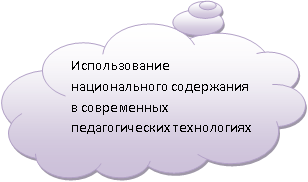 Использование
национального содержания
в современных
педагогических технологиях